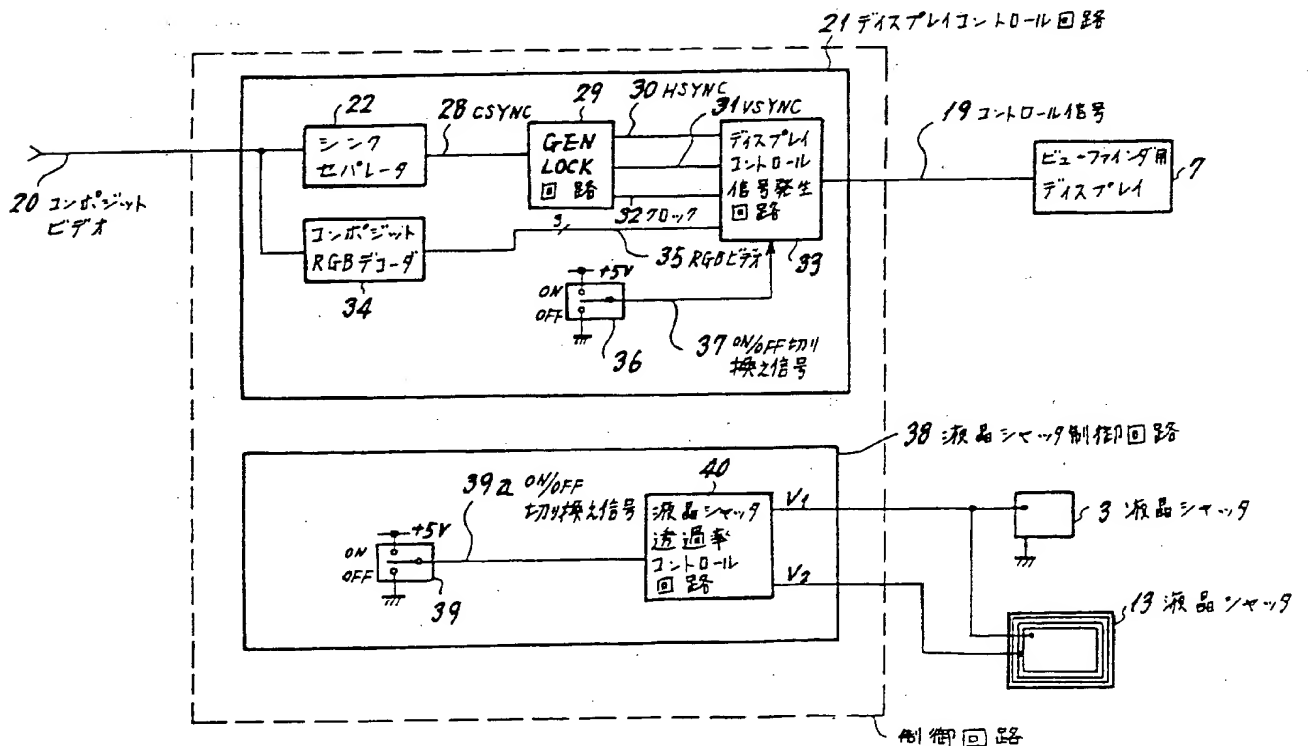 21 ディスプレイコントロール回路
22
シンク
セパレータ
28 CSYNC
29
GEN
LOCK
回路
30 HSYNC
31 VSYNC
32 クロック
ディスプレイ
コントロール
信号発生
回路
33
19 コントロール信号
ビューファインダ用
ディスプレイ
7
20 コンポジット
ビデオ
コンポジット
RGBデコーダ
34
3
35 RGBビデオ
+5V
ON
OFF
36
37 ON/OFF切り
換え信号
38 液晶シャッタ制御回路
39a ON/OFF
切り換え信号
+5V
ON
OFF
39
40
液晶シャッタ
透過率
コントロール
回路
V1
V2
3 液晶シャッタ
13 液晶シャッタ
制御回路